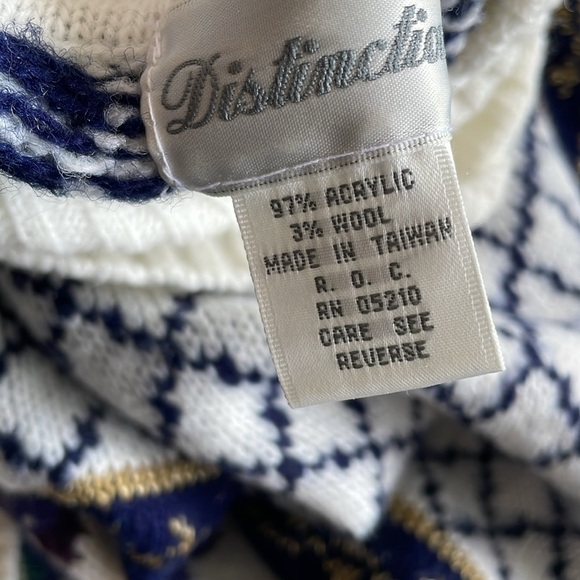 Distinctio
97% ACRYLIC
3% WOOL
MADE IN TAIWAN
R. O. C.
RN 05210
CARE SEE
REVERSE